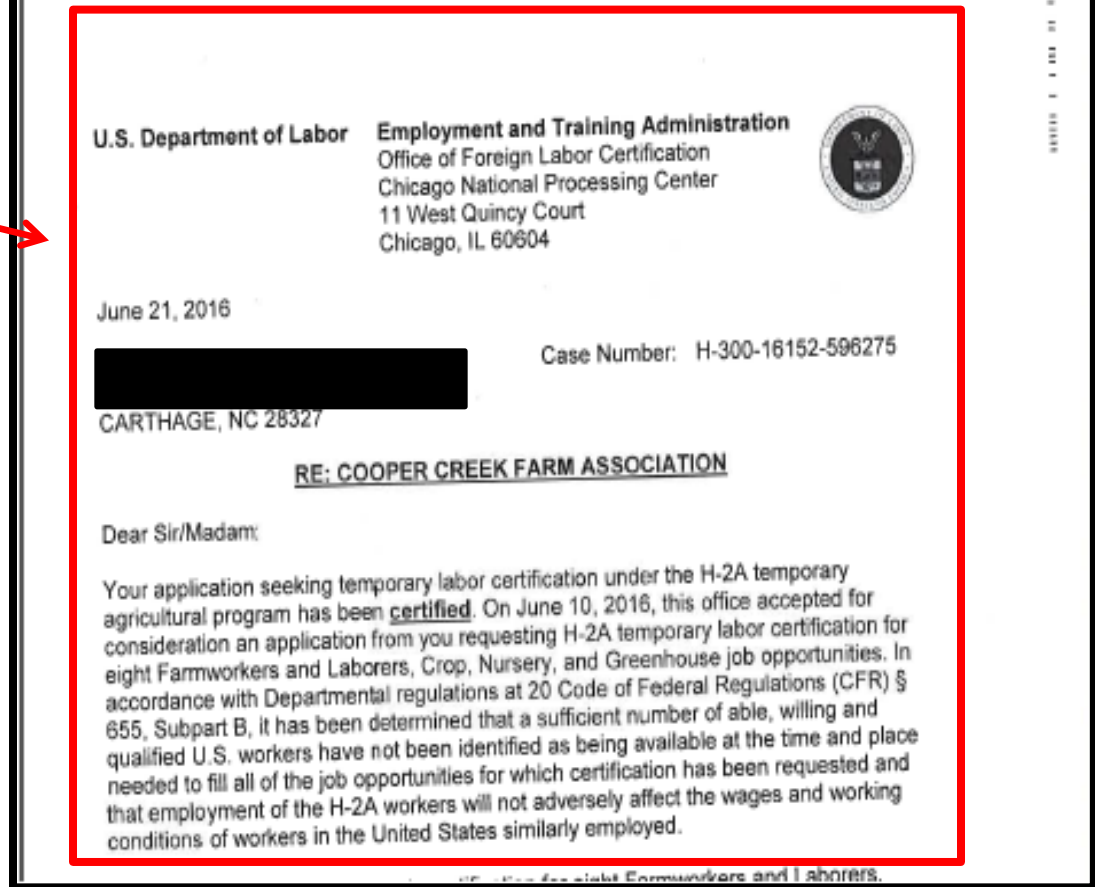 U.S. Department of Labor
Employment and Training Administration
Office of Foreign Labor Certification
Chicago National Processing Center
11 West Quincy Court
Chicago, IL 60604
June 21, 2016
Case Number: H-300-16152-596275
CARTHAGE, NC 28327
RE: COOPER CREEK FARM ASSOCIATION
Dear Sir/Madam:
Your application seeking temporary labor certification under the H-2A temporary
agricultural program has been certified. On June 10, 2016, this office accepted for
consideration an application from you requesting H-2A temporary labor certification for
eight Farmworkers and Laborers, Crop, Nursery, and Greenhouse job opportunities. In
accordance with Departmental regulations at 20 Code of Federal Regulations (CFR) §
655, Subpart B, it has been determined that a sufficient number of able, willing and
qualified U.S. workers have not been identified as being available at the time and place
needed to fill all of the job opportunities for which certification has been requested and
that employment of the H-2A workers will not adversely affect the wages and working
conditions of workers in the United States similarly employed.
for eight Farmworkers and Laborers,